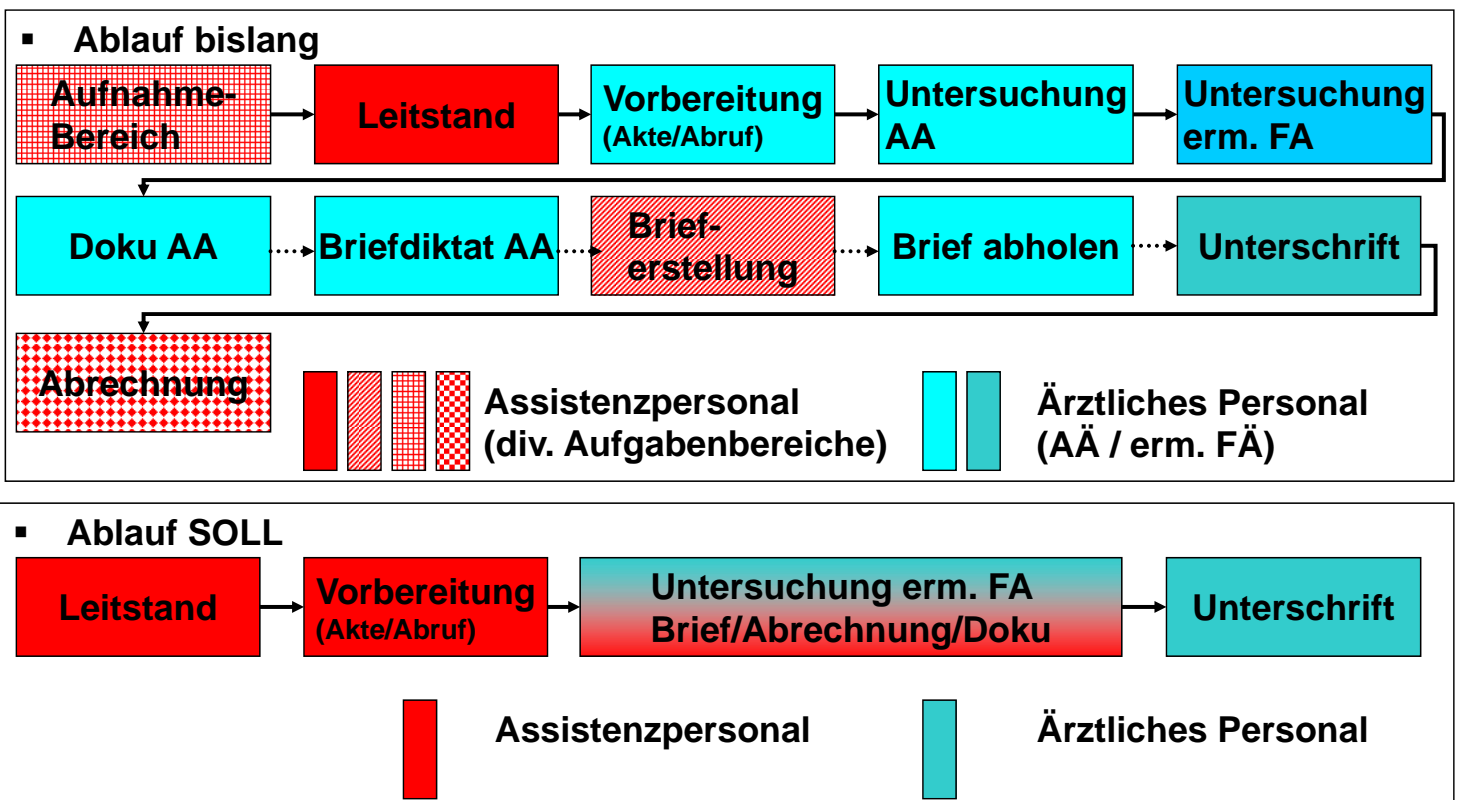 ▪ Ablauf bislang
Aufnahme-
Bereich
Leitstand
Vorbereitung
(Akte/Abruf)
Untersuchung
AA
Untersuchung
erm. FA
Doku AA
Briefdiktat AA
Brief-
erstellung
Brief abholen
Unterschrift
Abrechnung
Assistenzpersonal
(div. Aufgabenbereiche)
Ärztliches Personal
(AÄ / erm. FÄ)
▪ Ablauf SOLL
Leitstand
Vorbereitung
(Akte/Abruf)
Untersuchung erm. FA
Brief/Abrechnung/Doku
Unterschrift
Assistenzpersonal
Ärztliches Personal